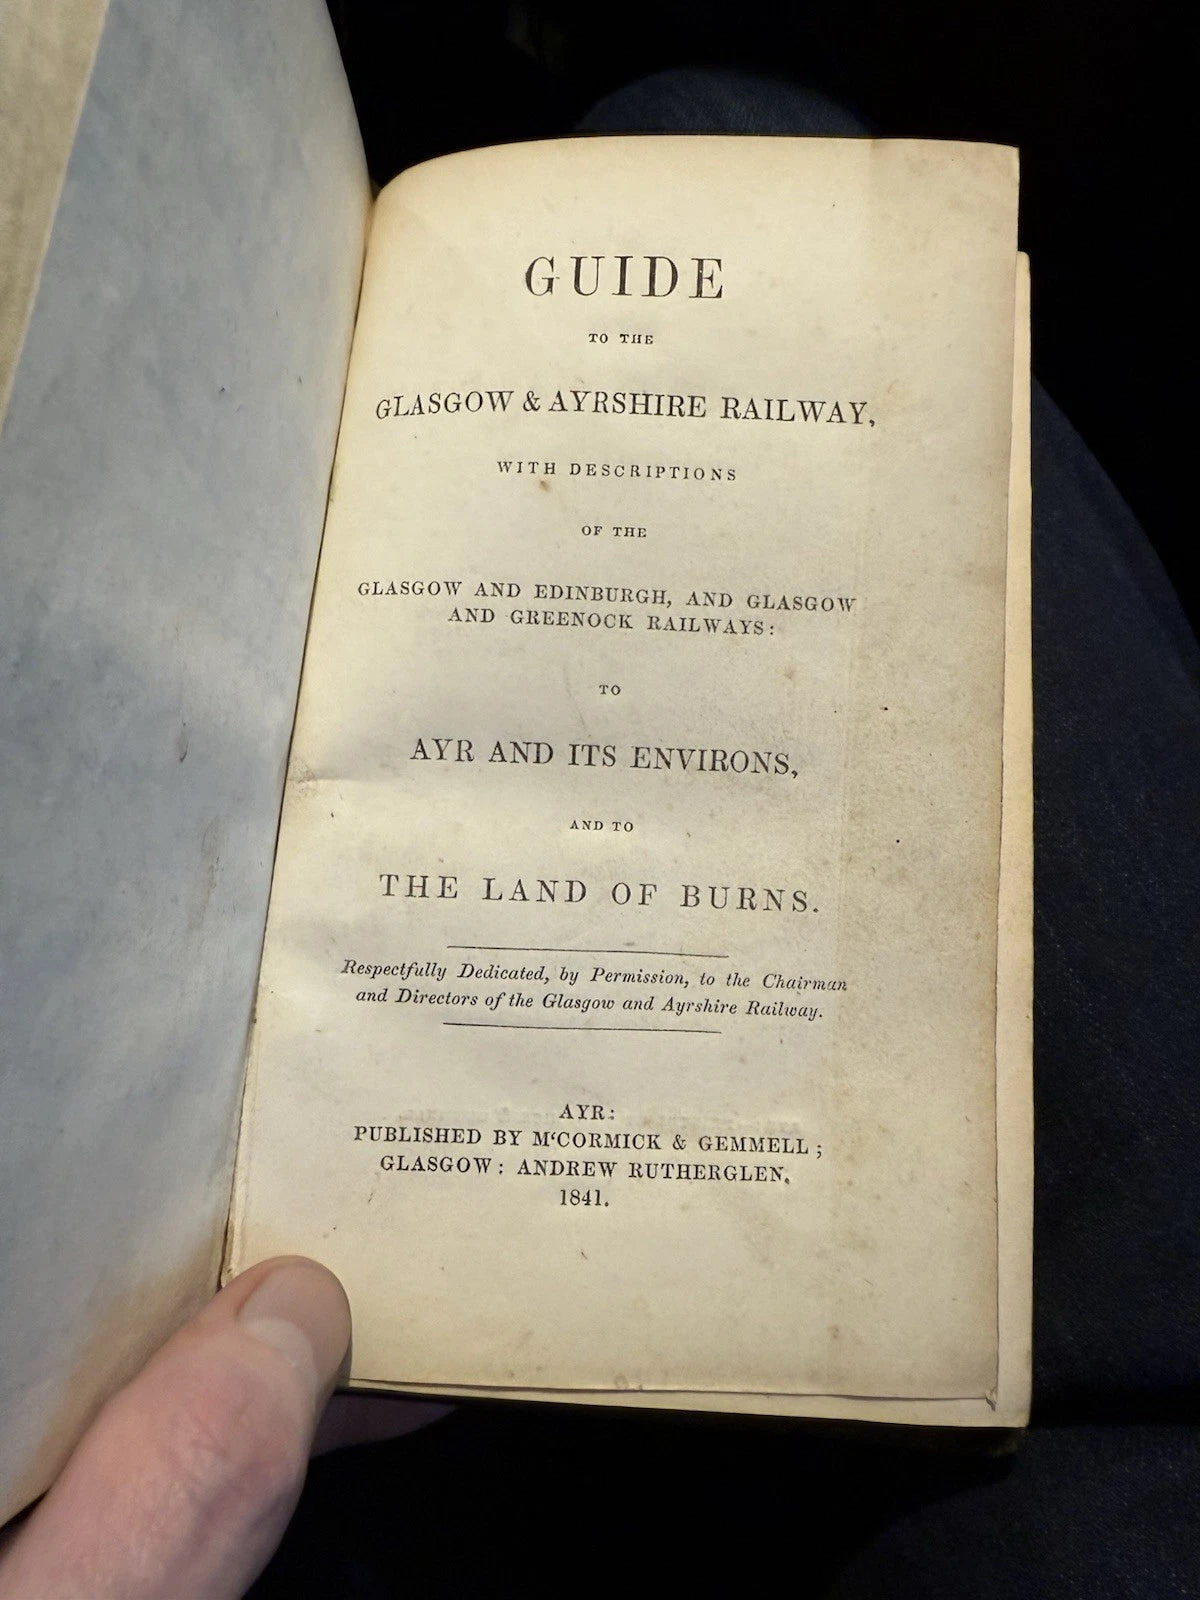 GUIDE
TO THE
GLASGOW & AYRSHIRE RAILWAY,
WITH DESCRIPTIONS
OF THE
GLASGOW AND EDINBURGH, AND GLASGOW
AND GREENOCK RAILWAYS:
TO
AYR AND ITS ENVIRONS,
AND TO
THE LAND OF BURNS.
Respectfully Dedicated, by Permission, to the Chairman
and Directors of the Glasgow and Ayrshire Railway.
AYR:
PUBLISHED BY M‘CORMICK & GEMMELL;
GLASGOW: ANDREW RUTHERGLEN.
1841.